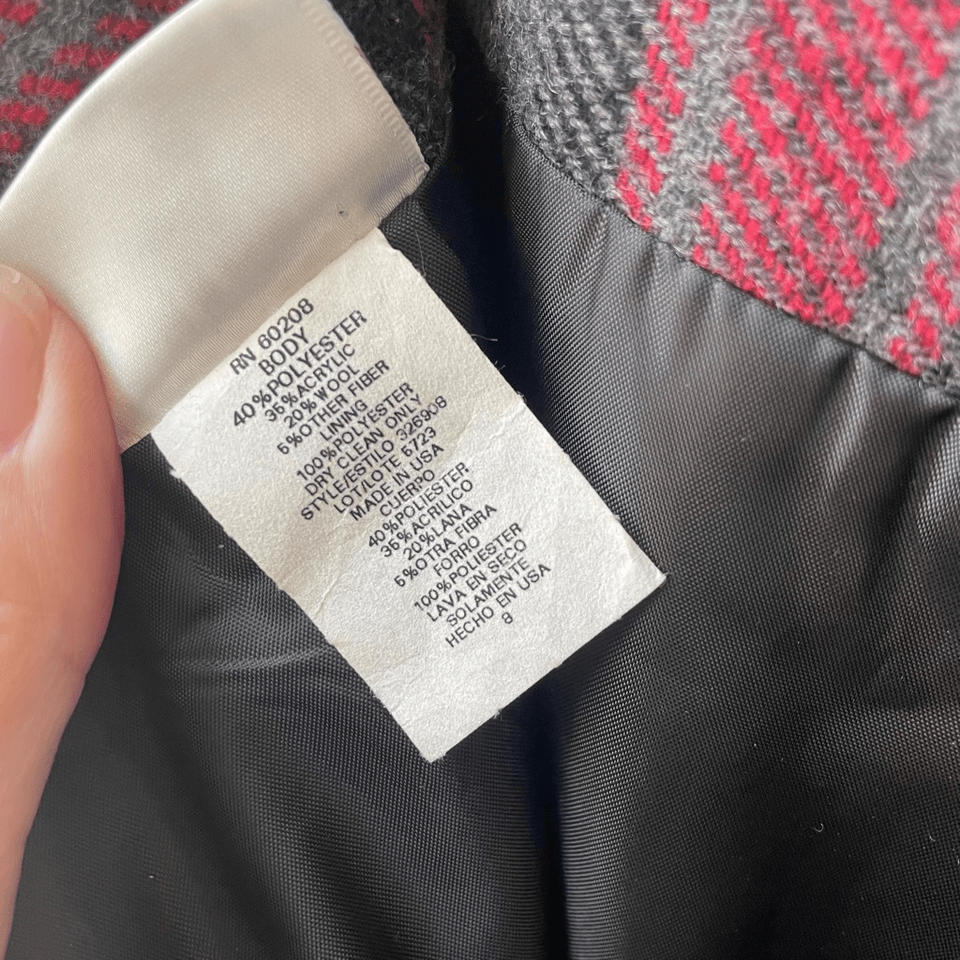 RN 60208
BODY
40%POLYESTER
35%ACRYLIC
20%WOOL
5%OTHER FIBER
LINING
100%POLYESTER
DRY CLEAN ONLY
STYLE/ESTILO 326908
LOT/LOTE 5723
MADE IN USA
CUERPO
40%POLIESTER
35%ACRILICO
20%LANA
5%OTRA FIBRA
FORRO
100%POLIESTER
LAVA EN SECO
SOLAMENTE
HECHO EN USA
8